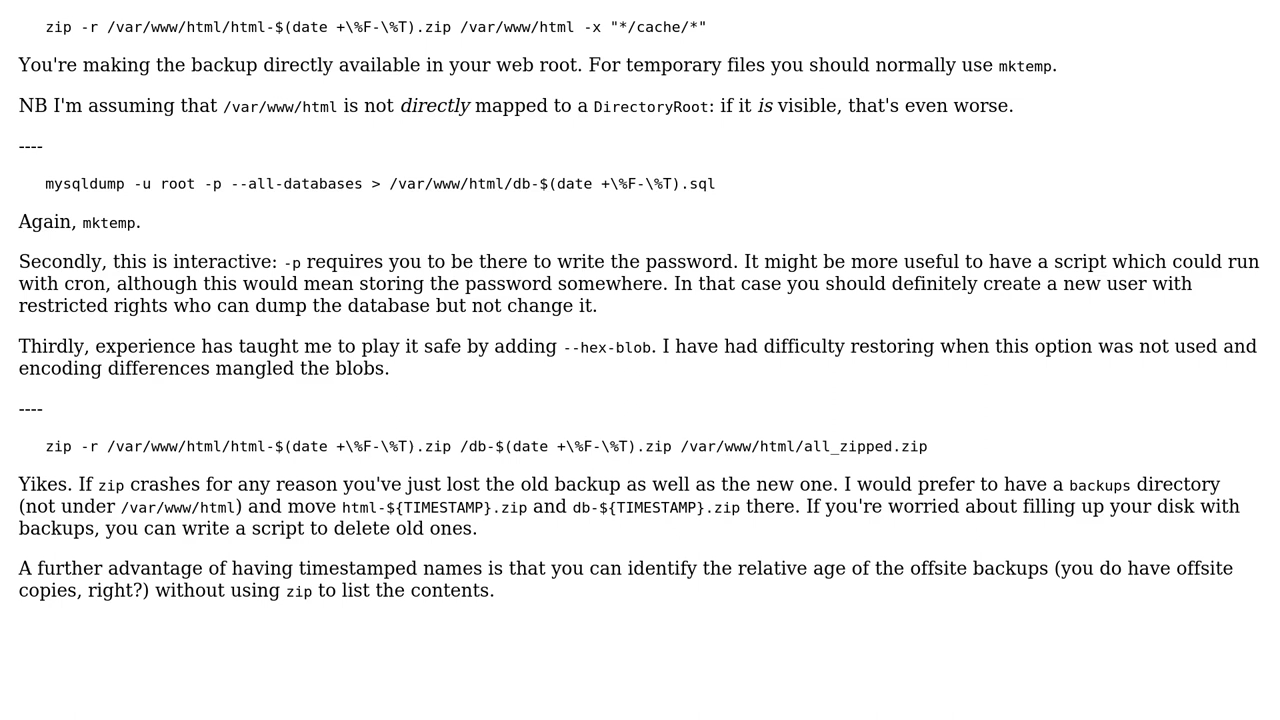 zip -r /var/www/html/html-$(date +\%F-\%T).zip /var/www/html -x "*/cache/*"
You're making the backup directly available in your web root. For temporary files you should normally use mktemp.
NB I'm assuming that /var/www/html is not directly mapped to a DirectoryRoot: if it is visible, that's even worse.
----
mysqldump -u root -p --all-databases > /var/www/html/db-$(date +\%F-\%T).sql
Again, mktemp.
Secondly, this is interactive: -p requires you to be there to write the password. It might be more useful to have a script which could run
with cron, although this would mean storing the password somewhere. In that case you should definitely create a new user with
restricted rights who can dump the database but not change it.
Thirdly, experience has taught me to play it safe by adding --hex-blob. I have had difficulty restoring when this option was not used and
encoding differences mangled the blobs.
----
zip -r /var/www/html/html-$(date +\%F-\%T).zip /db-$(date +\%F-\%T).zip /var/www/html/all_zipped.zip
Yikes. If zip crashes for any reason you've just lost the old backup as well as the new one. I would prefer to have a backups directory
(not under /var/www/html) and move html-${TIMESTAMP}.zip and db-${TIMESTAMP}.zip there. If you're worried about filling up your disk with
backups, you can write a script to delete old ones.
A further advantage of having timestamped names is that you can identify the relative age of the offsite backups (you do have offsite
copies, right?) without using zip to list the contents.